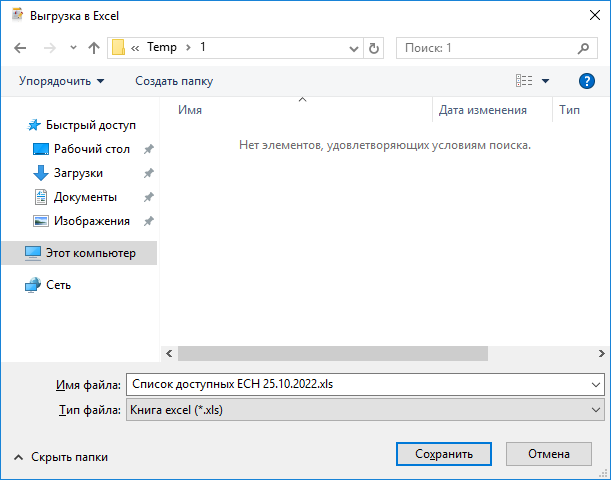 Выгрузка в Excel
« Temp › 1
Поиск: 1
Упорядочить
Создать папку
?
Имя
Дата изменения
Тип
Быстрый доступ
Рабочий стол
Загрузки
Документы
Изображения
Этот компьютер
Сеть
Нет элементов, удовлетворяющих условиям поиска.
Имя файла: Список доступных ЕСН 25.10.2022.xls
Тип файла: Книга excel (*.xls)
Скрыть папки
Сохранить
Отмена